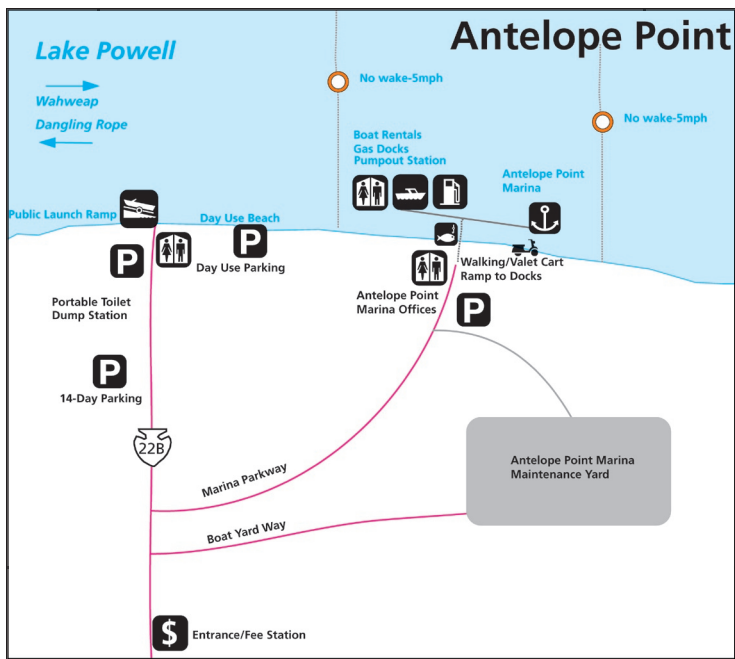 Antelope Point
Lake Powell
Wahweap
Dangling Rope
No wake-5mph
No wake-5mph
Boat Rentals
Gas Docks
Pumpout Station
Antelope Point
Marina
Public Launch Ramp
Day Use Beach
P
P
Day Use Parking
Walking/Valet Cart
Ramp to Docks
Portable Toilet
Dump Station
Antelope Point
Marina Offices
P
P
14-Day Parking
22B
Marina Parkway
Antelope Point Marina
Maintenance Yard
Boat Yard Way
$
Entrance/Fee Station